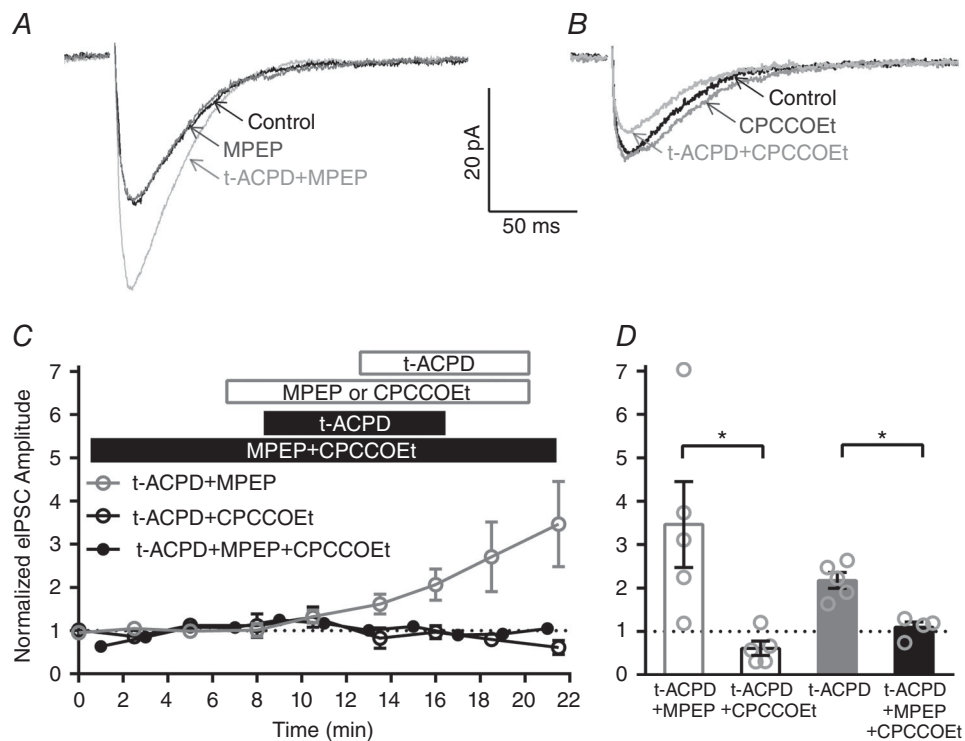 A
B
Control
MPEP
t-ACPD+MPEP
20 pA
50 ms
Control
CPCCOEt
t-ACPD+CPCCOEt
C
Normalized eIPSC Amplitude
7
6
5
4
3
2
1
0
t-ACPD
MPEP or CPCCOEt
t-ACPD
MPEP+CPCCOEt
t-ACPD+MPEP
t-ACPD+CPCCOEt
t-ACPD+MPEP+CPCCOEt
0 2 4 6 8 10 12 14 16 18 20 22
Time (min)
D
7
6
5
4
3
2
1
0
* *
t-ACPD
+MPEP
t-ACPD
+CPCCOEt
t-ACPD
t-ACPD
+MPEP
+CPCCOEt